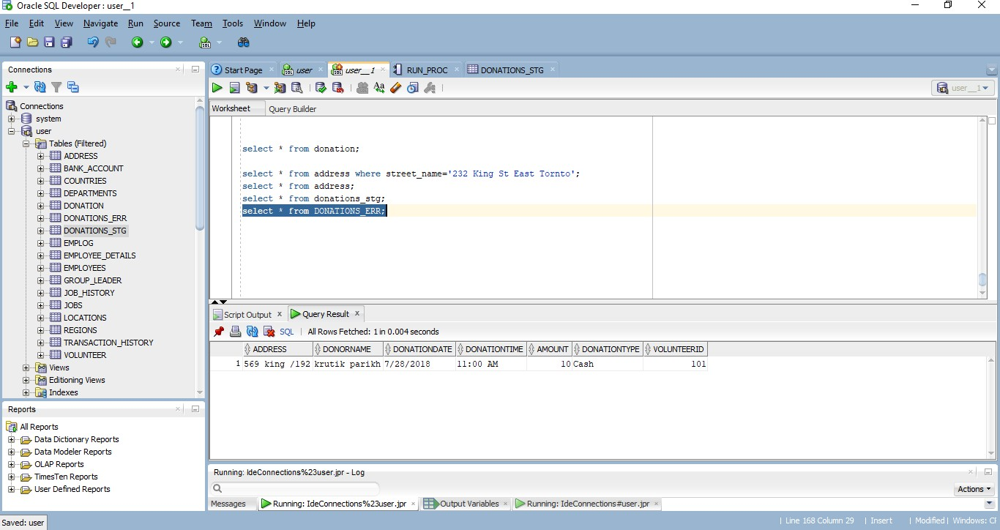 Oracle SQL Developer : user__1
File Edit View Navigate Run Source Team Tools Window Help
Connections
Start Page user user__1 RUN_PROC DONATIONS_STG
user__1
Worksheet Query Builder
Connections
system
user
Tables (Filtered)
ADDRESS
BANK_ACCOUNT
COUNTRIES
DEPARTMENTS
DONATION
DONATIONS_ERR
DONATIONS_STG
EMPLOG
EMPLOYEE_DETAILS
EMPLOYEES
GROUP_LEADER
JOB_HISTORY
JOBS
LOCATIONS
REGIONS
TRANSACTION_HISTORY
VOLUNTEER
Views
Editioning Views
Indexes
select * from donation;
select * from address where street_name='232 King St East Tornto';
select * from address;
select * from donations_stg;
select * from DONATIONS_ERR;
Script Output Query Result
SQL All Rows Fetched: 1 in 0.004 seconds
ADDRESS DONORNAME DONATIONDATE DONATIONTIME AMOUNT DONATIONTYPE VOLUNTEERID
1 569 king /192 krutik parikh 7/28/2018 11:00 AM 10 Cash 101
Reports
All Reports
Data Dictionary Reports
Data Modeler Reports
OLAP Reports
TimesTen Reports
User Defined Reports
Running: IdeConnections%23user.jpr - Log
Actions
Messages Running: IdeConnections%23user.jpr Output Variables Running: IdeConnections#user.jpr
Saved: user
Line 168 Column 29 Insert Modified Windows: CF